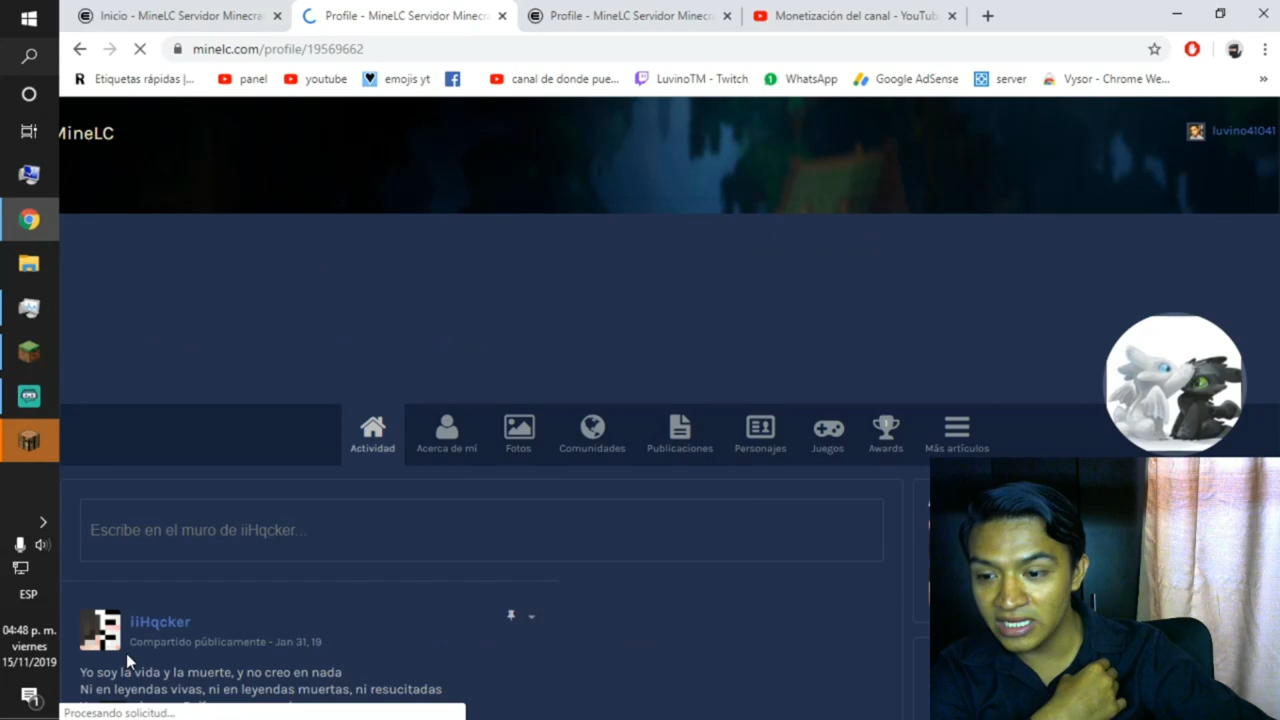 Inicio - MineLC Servidor Minecra
Profile - MineLC Servidor Minecra
Profile - MineLC Servidor Minecra
Monetización del canal - YouTub
minelc.com/profile/19569662
R Etiquetas rápidas |...
panel
youtube
emojis yt
canal de donde pue...
LuvinoTM - Twitch
WhatsApp
Google AdSense
server
Vysor - Chrome We...
»
MineLC
luvino41041
Actividad
Acerca de mí
Fotos
Comunidades
Publicaciones
Personajes
Juegos
Awards
Más artículos
Escribe en el muro de iiHqcker...
iiHqcker
Compartido públicamente - Jan 31, 19
Yo soy la vida y la muerte, y no creo en nada
Ni en leyendas vivas, ni en leyendas muertas, ni resucitadas
Procesando solicitud...
ESP
04:48 p. m.
viernes
15/11/2019
1